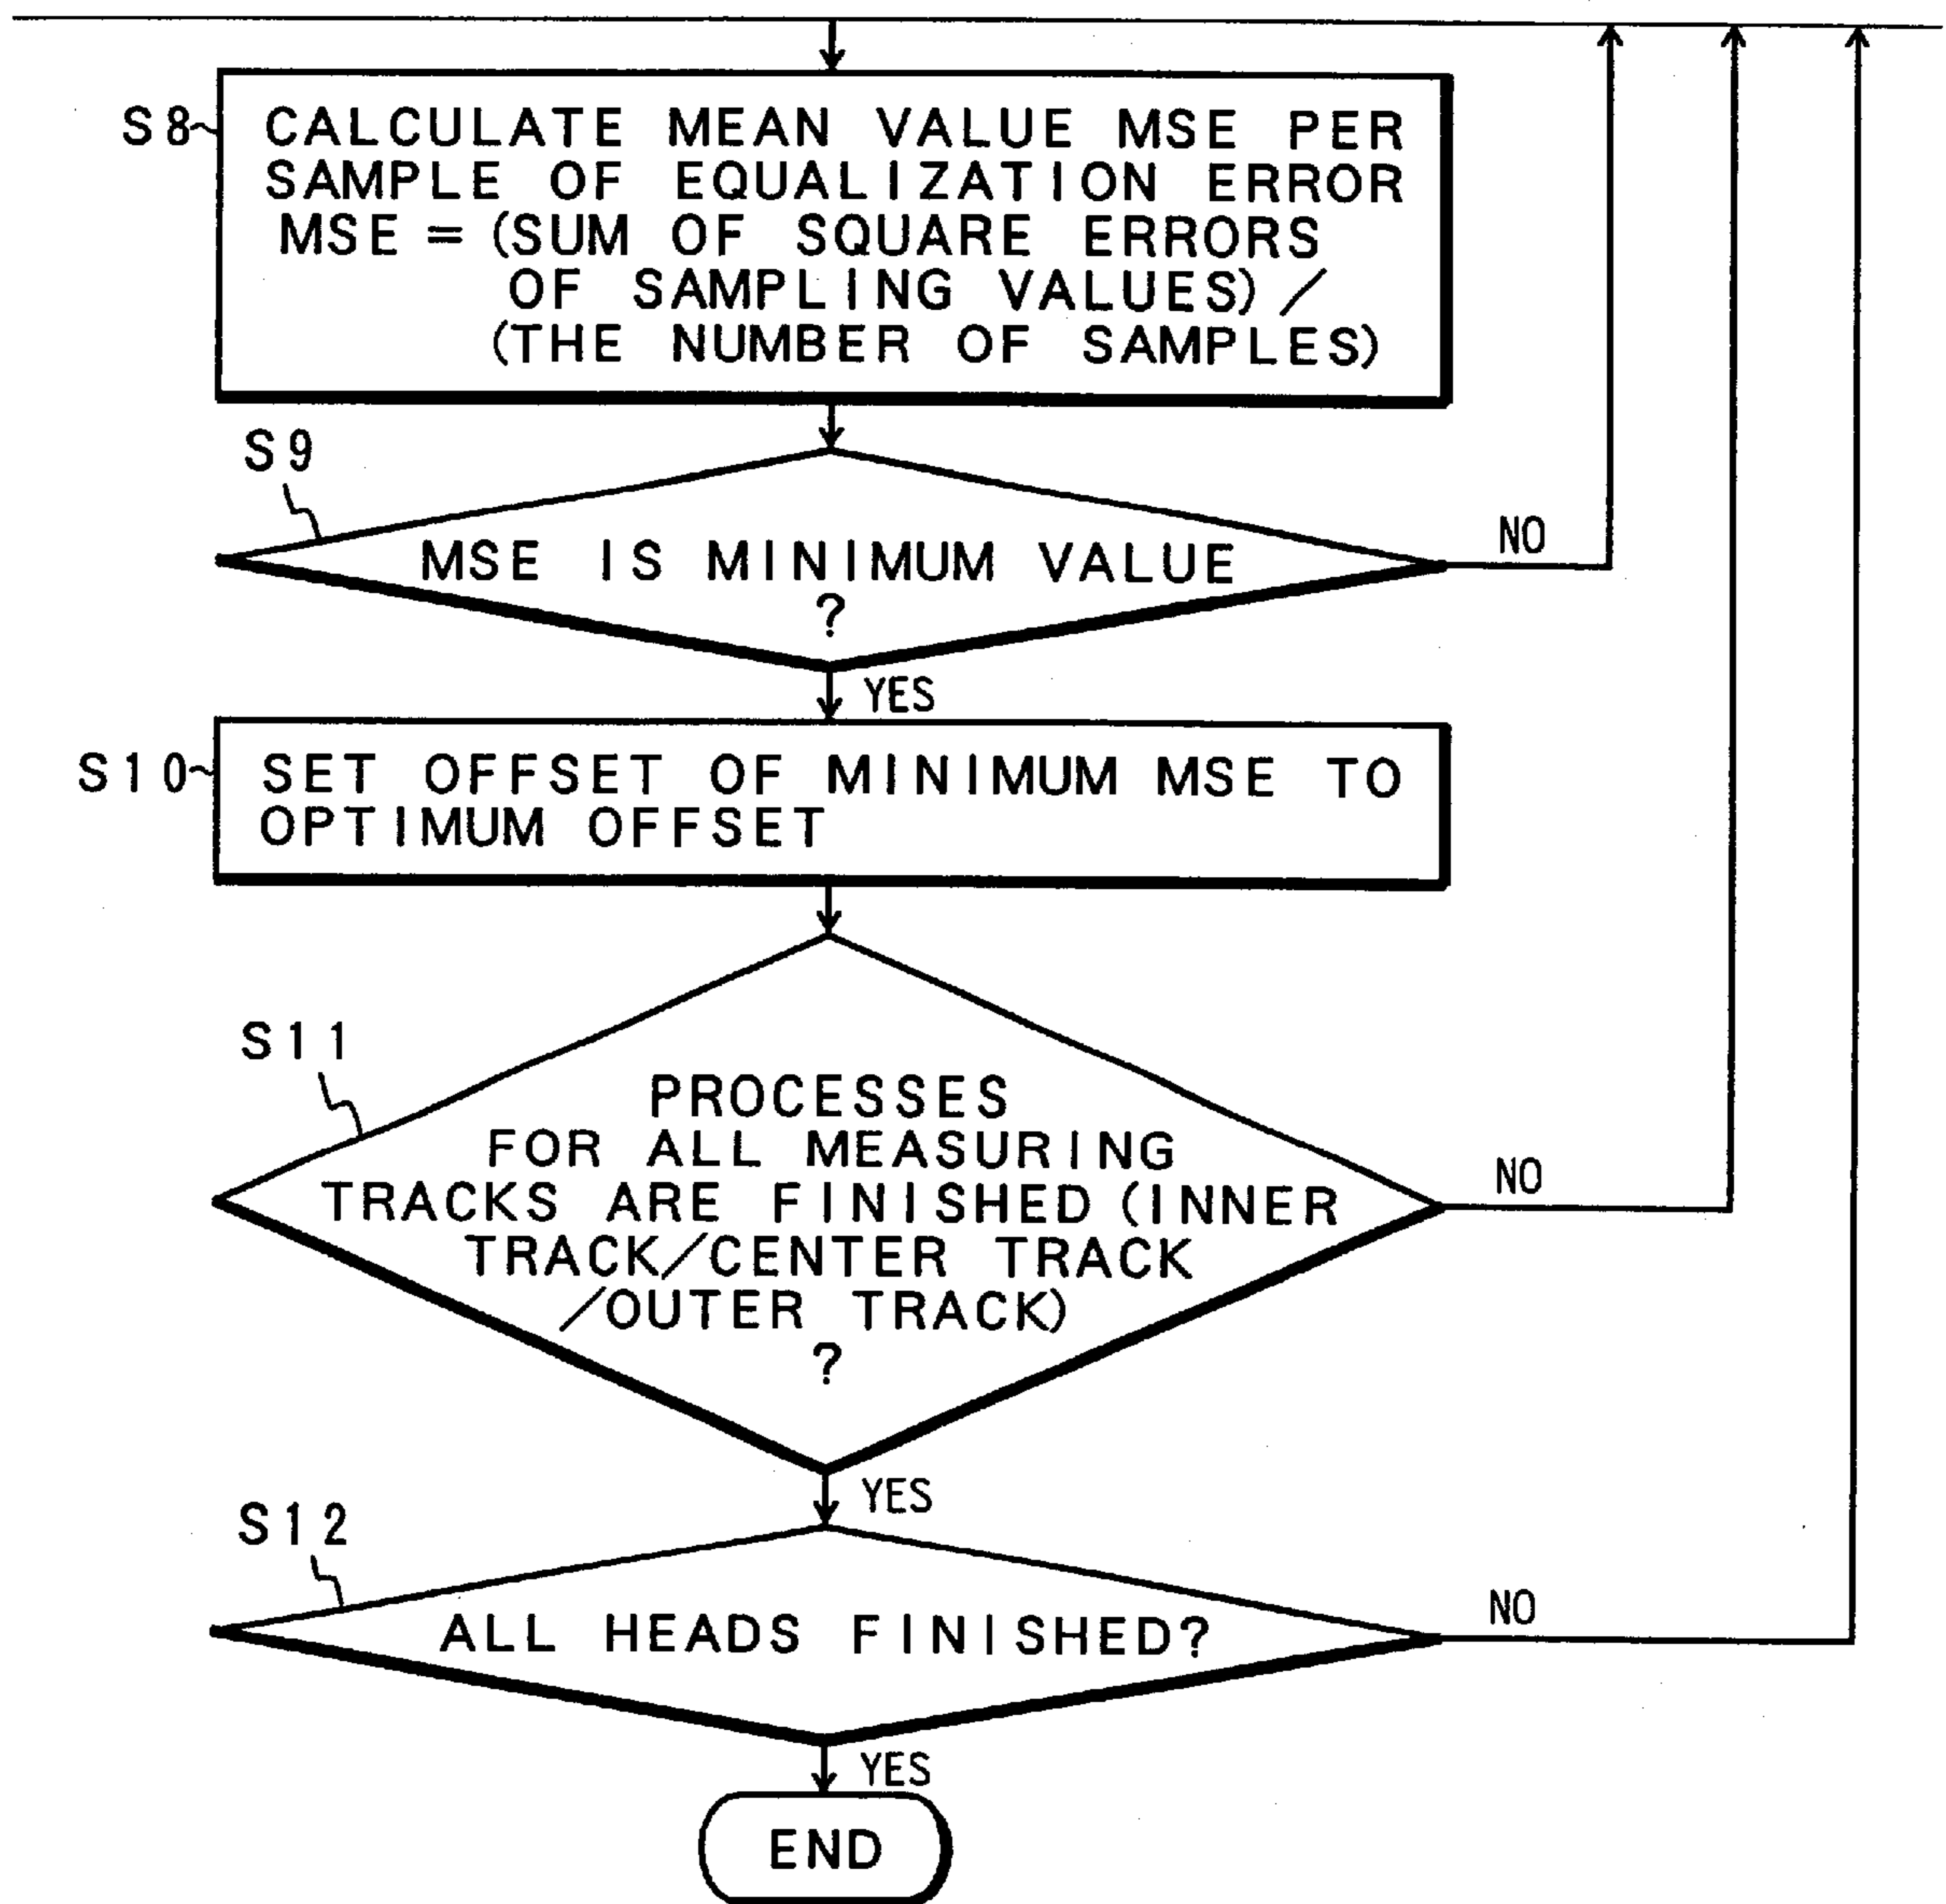 S8
CALCULATE MEAN VALUE MSE PER
SAMPLE OF EQUALIZATION ERROR
MSE = (SUM OF SQUARE ERRORS
OF SAMPLING VALUES) /
(THE NUMBER OF SAMPLES)
S9
MSE IS MINIMUM VALUE
?
NO
YES
S10
SET OFFSET OF MINIMUM MSE TO
OPTIMUM OFFSET
S11
PROCESSES
FOR ALL MEASURING
TRACKS ARE FINISHED (INNER
TRACK/CENTER TRACK
/OUTER TRACK)
?
NO
YES
S12
ALL HEADS FINISHED?
NO
YES
END